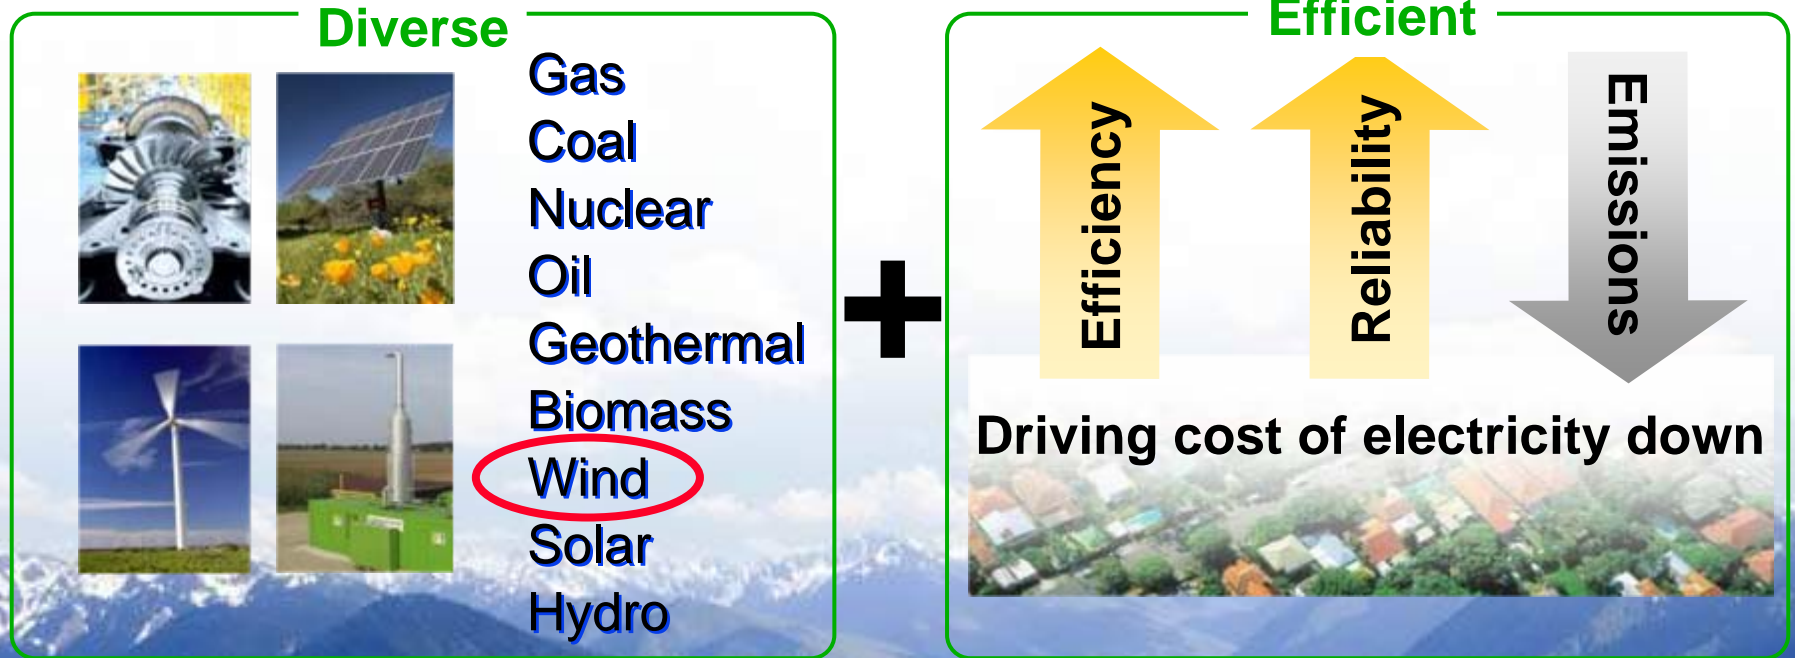 Diverse
Gas
Coal
Nuclear
Oil
Geothermal
Biomass
Wind
Solar
Hydro
+
Efficient
Efficiency
Reliability
Emissions
Driving cost of electricity down